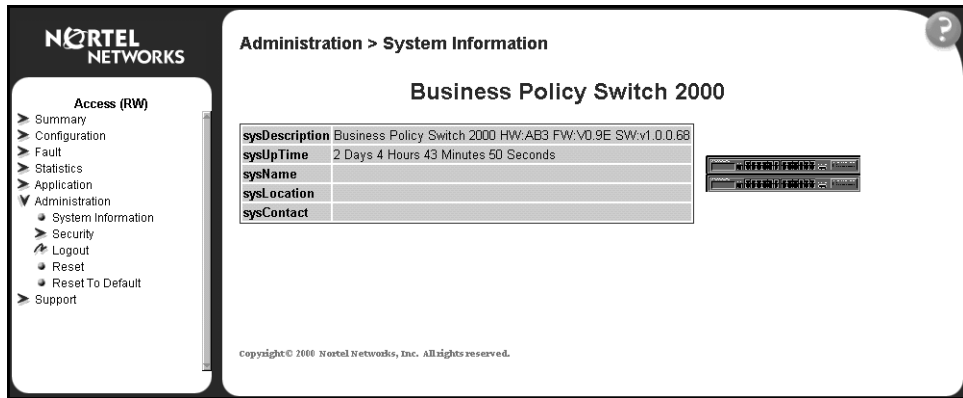 NORTEL
NETWORKS
Access (RW)
Summary
Configuration
Fault
Statistics
Application
Administration
System Information
Security
Logout
Reset
Reset To Default
Support
Administration > System Information
?
Business Policy Switch 2000
sysDescription Business Policy Switch 2000 HW:AB3 FW:V0.9E SW:v1.0.0.68
sysUpTime 2 Days 4 Hours 43 Minutes 50 Seconds
sysName
sysLocation
sysContact
Copyright© 2000 Nortel Networks, Inc. All rights reserved.